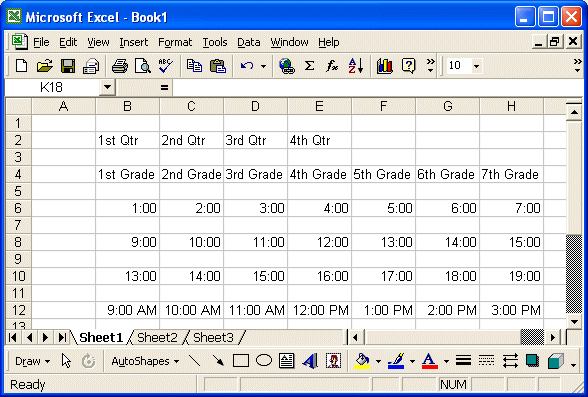 Microsoft Excel - Book1
File Edit View Insert Format Tools Data Window Help
10
K18 =
A B C D E F G H
1
2 1st Qtr 2nd Qtr 3rd Qtr 4th Qtr
3
4 1st Grade 2nd Grade 3rd Grade 4th Grade 5th Grade 6th Grade 7th Grade
5
6 1:00 2:00 3:00 4:00 5:00 6:00 7:00
7
8 9:00 10:00 11:00 12:00 13:00 14:00 15:00
9
10 13:00 14:00 15:00 16:00 17:00 18:00 19:00
11
12 9:00 AM 10:00 AM 11:00 AM 12:00 PM 1:00 PM 2:00 PM 3:00 PM
13
Sheet1 Sheet2 Sheet3
Draw AutoShapes
Ready NUM